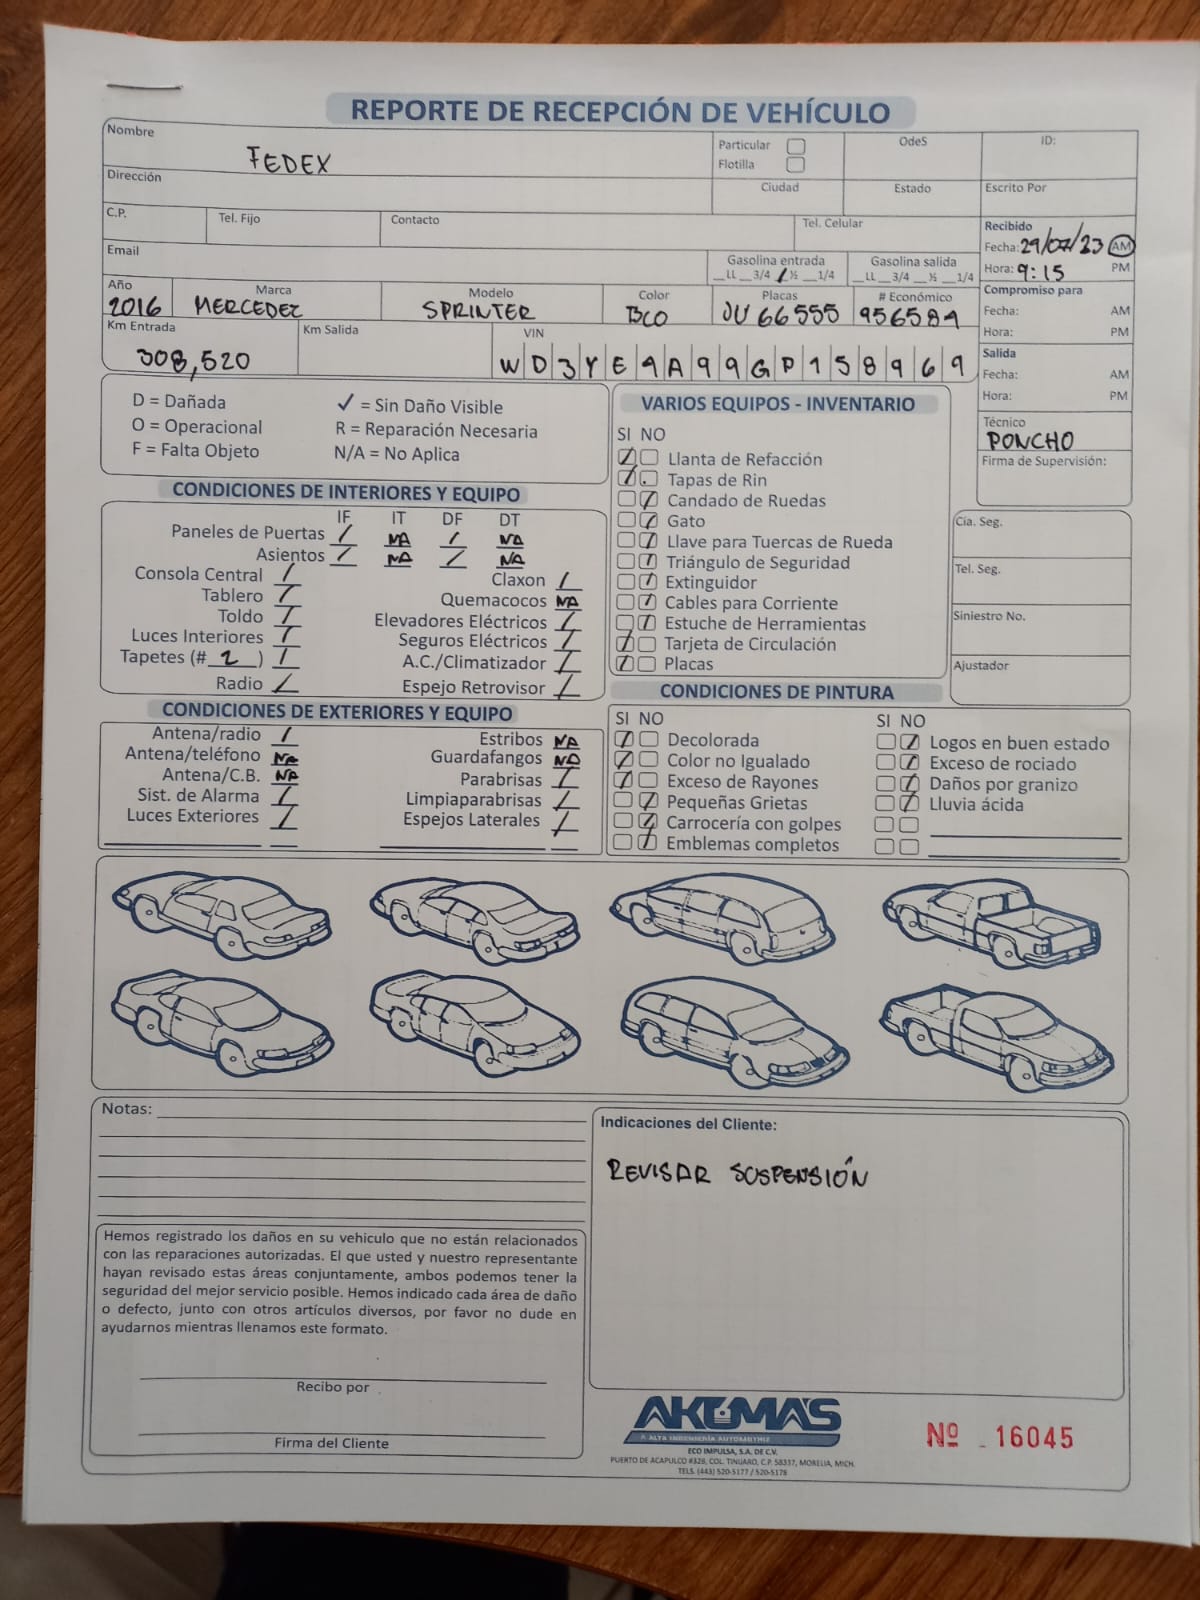 REPORTE DE RECEPCIÓN DE VEHÍCULO
Nombre FEDEX
Particular
Flotilla
OdeS
ID:
Dirección
Ciudad
Estado
Escrito Por
C.P.
Tel. Fijo
Contacto
Tel. Celular
Recibido
Fecha: 29/07/23 AM
Hora: 9:15 PM
Email
Gasolina entrada
__LL __3/4 __½ __1/4
Gasolina salida
__LL __3/4 __½ __1/4
Año Marca Modelo Color Placas # Económico
2016 MERCEDEZ SPRINTER BCO JU 66555 956589
Compromiso para
Fecha: AM
Hora: PM
Km Entrada Km Salida VIN
308,520 WD3YE4A99GP158969
Salida
Fecha: AM
Hora: PM
Técnico
PONCHO
Firma de Supervisión:
D = Dañada ✓ = Sin Daño Visible
O = Operacional R = Reparación Necesaria
F = Falta Objeto N/A = No Aplica
CONDICIONES DE INTERIORES Y EQUIPO
IF IT DF DT
Paneles de Puertas / NA / NA
Asientos / NA / NA
Consola Central /
Tablero /
Toldo /
Luces Interiores /
Tapetes (# 2 ) /
Radio /
Claxon /
Quemacocos NA
Elevadores Eléctricos /
Seguros Eléctricos /
A.C./Climatizador /
Espejo Retrovisor /
VARIOS EQUIPOS - INVENTARIO
SI NO
Llanta de Refacción
Tapas de Rin
Candado de Ruedas
Gato
Llave para Tuercas de Rueda
Triángulo de Seguridad
Extinguidor
Cables para Corriente
Estuche de Herramientas
Tarjeta de Circulación
Placas
Cía. Seg.
Tel. Seg.
Siniestro No.
Ajustador
CONDICIONES DE EXTERIORES Y EQUIPO
Antena/radio /
Antena/teléfono NA
Antena/C.B. NA
Sist. de Alarma /
Luces Exteriores /
Estribos NA
Guardafangos NA
Parabrisas /
Limpiaparabrisas /
Espejos Laterales /
CONDICIONES DE PINTURA
SI NO
Decolorada
Color no Igualado
Exceso de Rayones
Pequeñas Grietas
Carrocería con golpes
Emblemas completos
SI NO
Logos en buen estado
Exceso de rociado
Daños por granizo
Lluvia ácida
Notas:
Indicaciones del Cliente:
REVISAR SUSPENSIÓN
Hemos registrado los daños en su vehiculo que no están relacionados
con las reparaciones autorizadas. El que usted y nuestro representante
hayan revisado estas áreas conjuntamente, ambos podemos tener la
seguridad del mejor servicio posible. Hemos indicado cada área de daño
o defecto, junto con otros artículos diversos, por favor no dude en
ayudarnos mientras llenamos este formato.
Recibo por
Firma del Cliente
AKUMA'S
A ALTA INGENIERÍA AUTOMOTRIZ
ECO IMPULSA, S.A. DE C.V.
PUERTO DE ACAPULCO #328, COL. TINIJARO, C.P. 58337, MORELIA, MICH.
TELS. (443) 520-5177 / 520-5178
Nº 16045